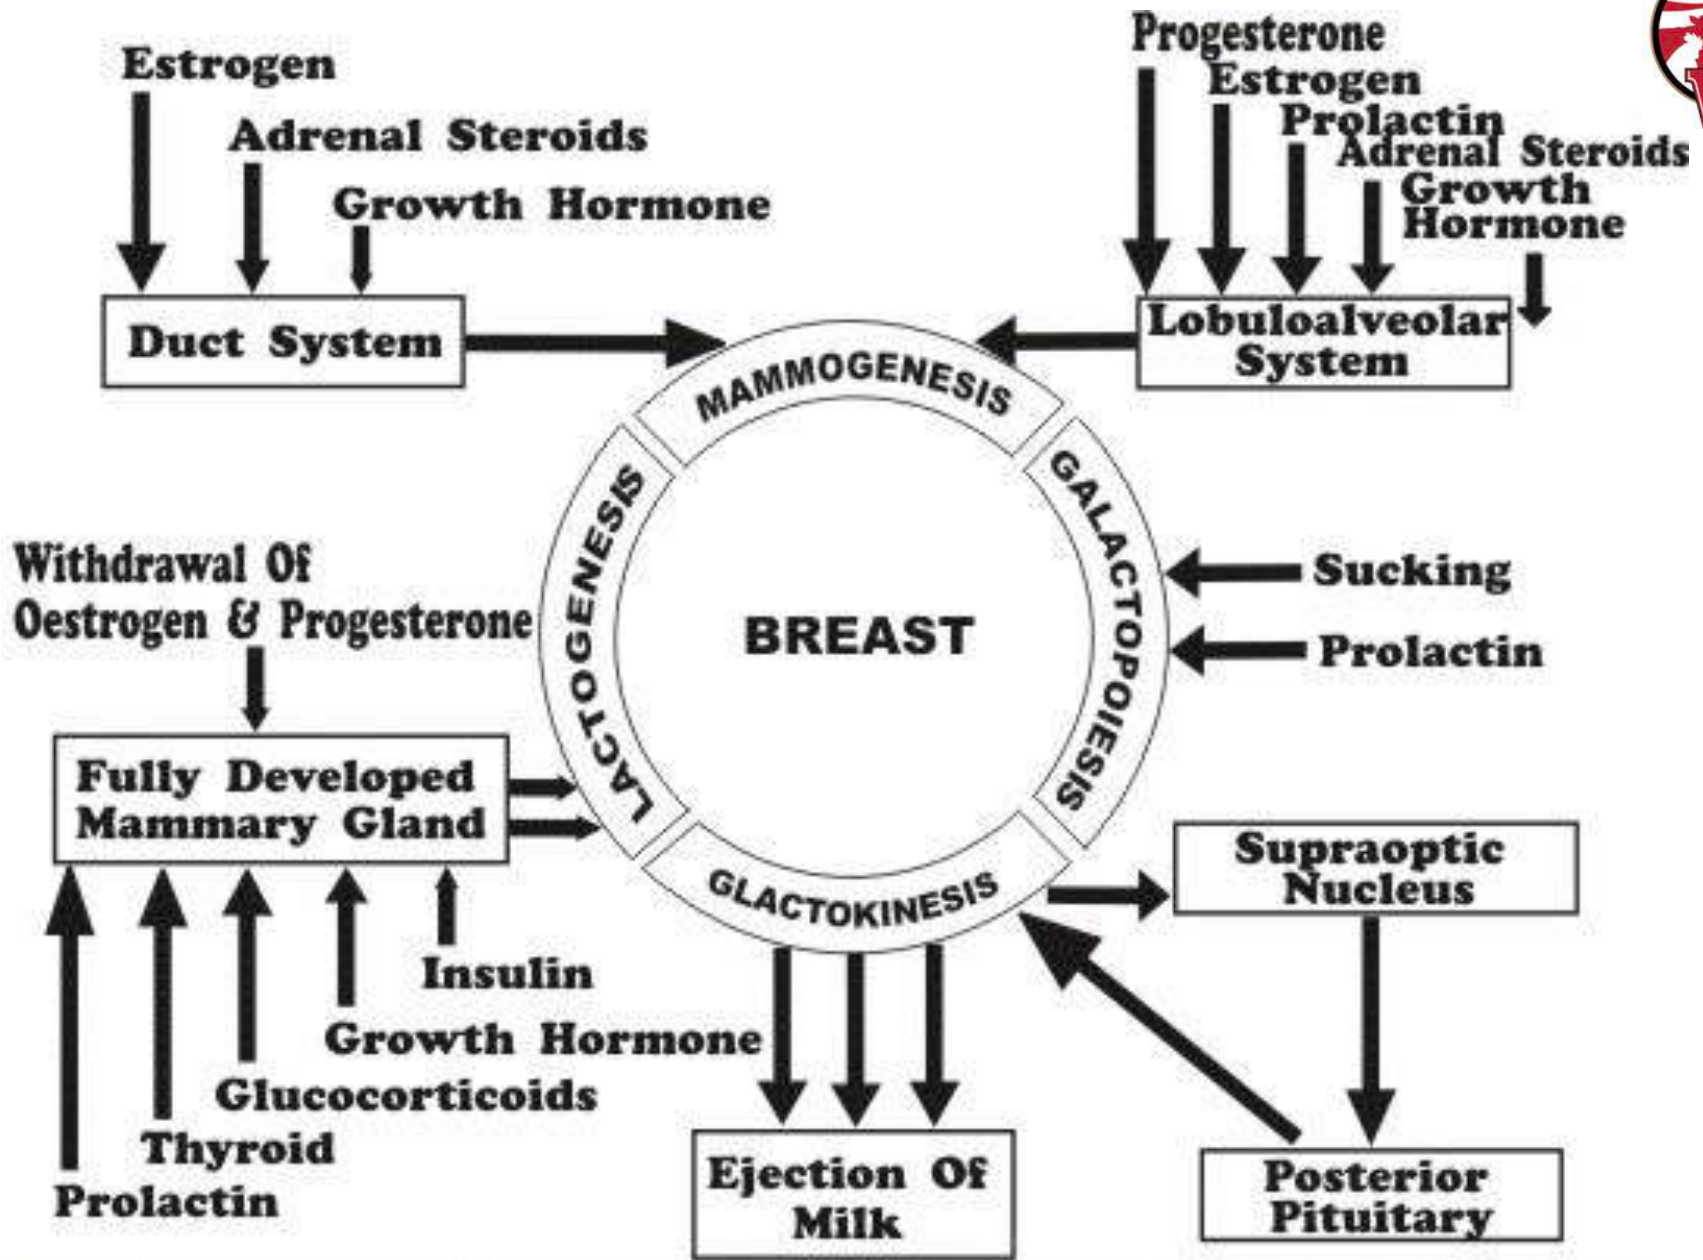 Estrogen
Adrenal Steroids
Growth Hormone
Duct System
Progesterone
Estrogen
Prolactin
Adrenal Steroids
Growth
Hormone
Lobuloalveolar
System
MAMMOGENESIS
GALACTOPOIESIS
LACTOGENESIS
GLACTOKINESIS
BREAST
Sucking
Prolactin
Withdrawal Of
Oestrogen & Progesterone
Fully Developed
Mammary Gland
Insulin
Growth Hormone
Glucocorticoids
Thyroid
Prolactin
Supraoptic
Nucleus
Ejection Of
Milk
Posterior
Pituitary